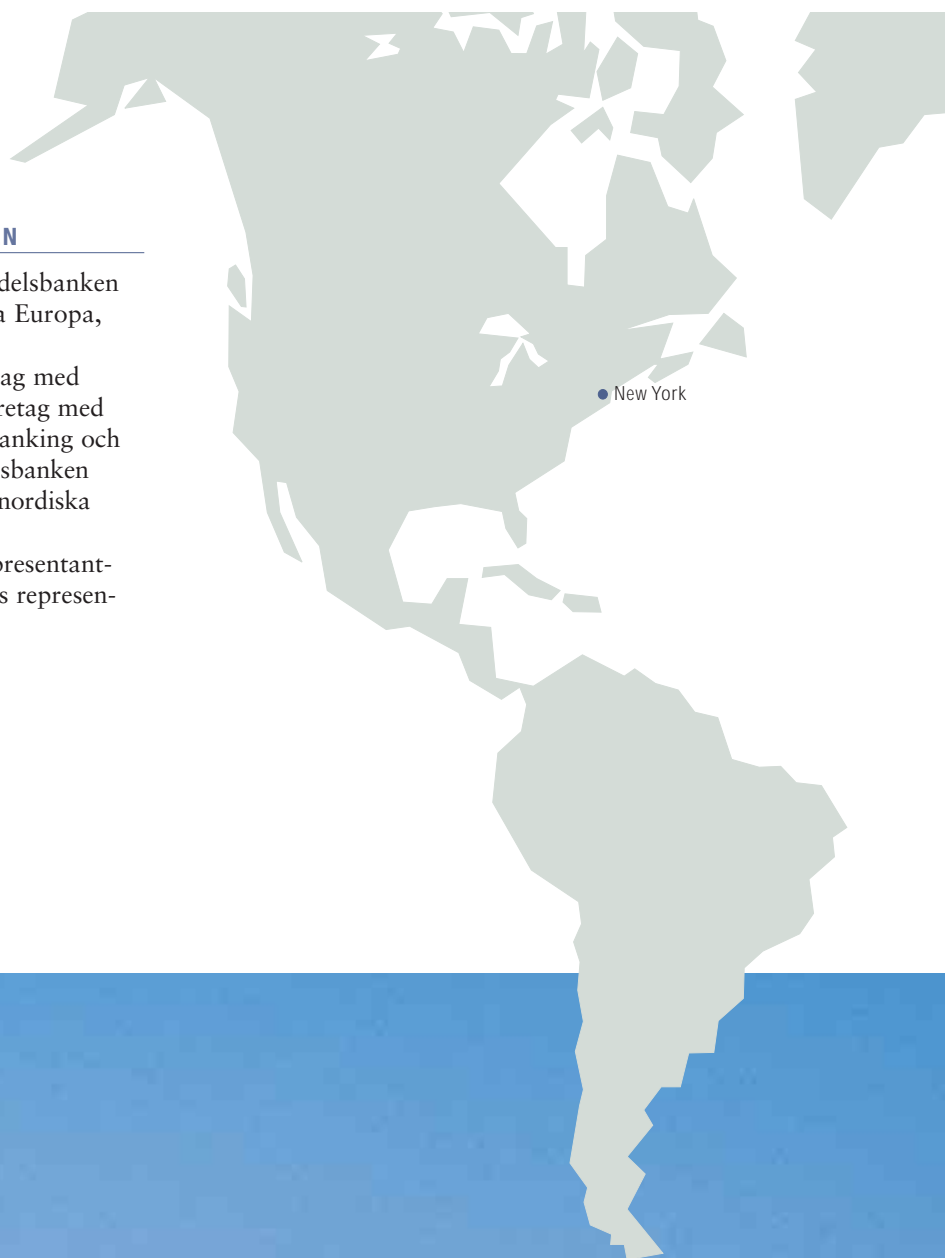 N
delsbanken
a Europa,
ag med
retag med
anking och
sbanken
nordiska
presentant-
s represen-
New York